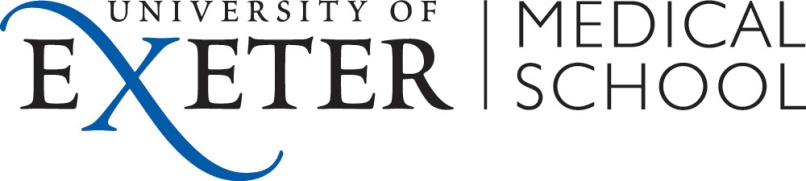 UNIVERSITY OF
EXETER
MEDICAL
SCHOOL